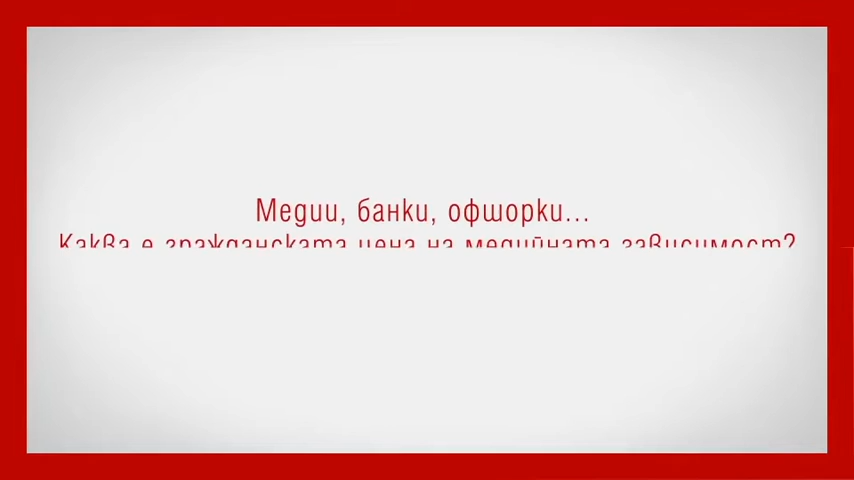 Медии, банки, офшорки...
Каква е гражданската цена на медийната зависимост?